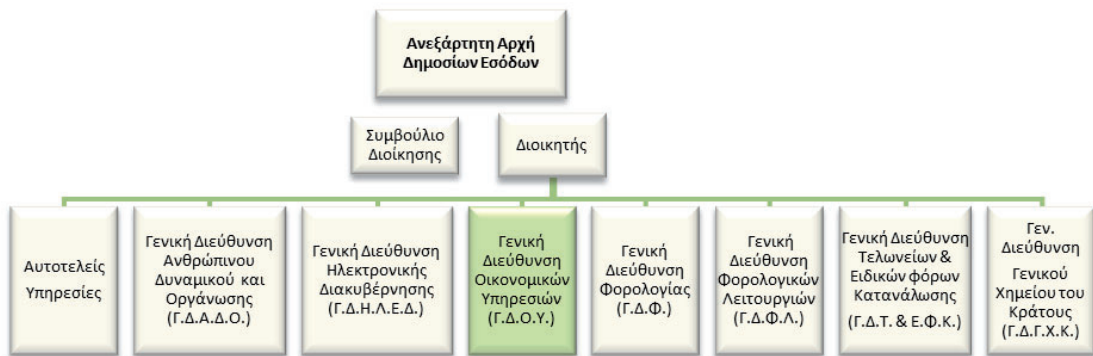 Ανεξάρτητη Αρχή
Δημοσίων Εσόδων
Συμβούλιο
Διοίκησης
Διοικητής
Αυτοτελείς
Υπηρεσίες
Γενική Διεύθυνση
Ανθρώπινου
Δυναμικού και
Οργάνωσης
(Γ.Δ.Α.Δ.Ο.)
Γενική Διεύθυνση
Ηλεκτρονικής
Διακυβέρνησης
(Γ.Δ.Η.Λ.Ε.Δ.)
Γενική
Διεύθυνση
Οικονομικών
Υπηρεσιών
(Γ.Δ.Ο.Υ.)
Γενική
Διεύθυνση
Φορολογίας
(Γ.Δ.Φ.)
Γενική
Διεύθυνση
Φορολογικών
Λειτουργιών
(Γ.Δ.Φ.Λ.)
Γενική Διεύθυνση
Τελωνείων &
Ειδικών φόρων
Κατανάλωσης
(Γ.Δ.Τ. & Ε.Φ.Κ.)
Γεν.
Διεύθυνση
Γενικού
Χημείου του
Κράτους
(Γ.Δ.Γ.Χ.Κ.)